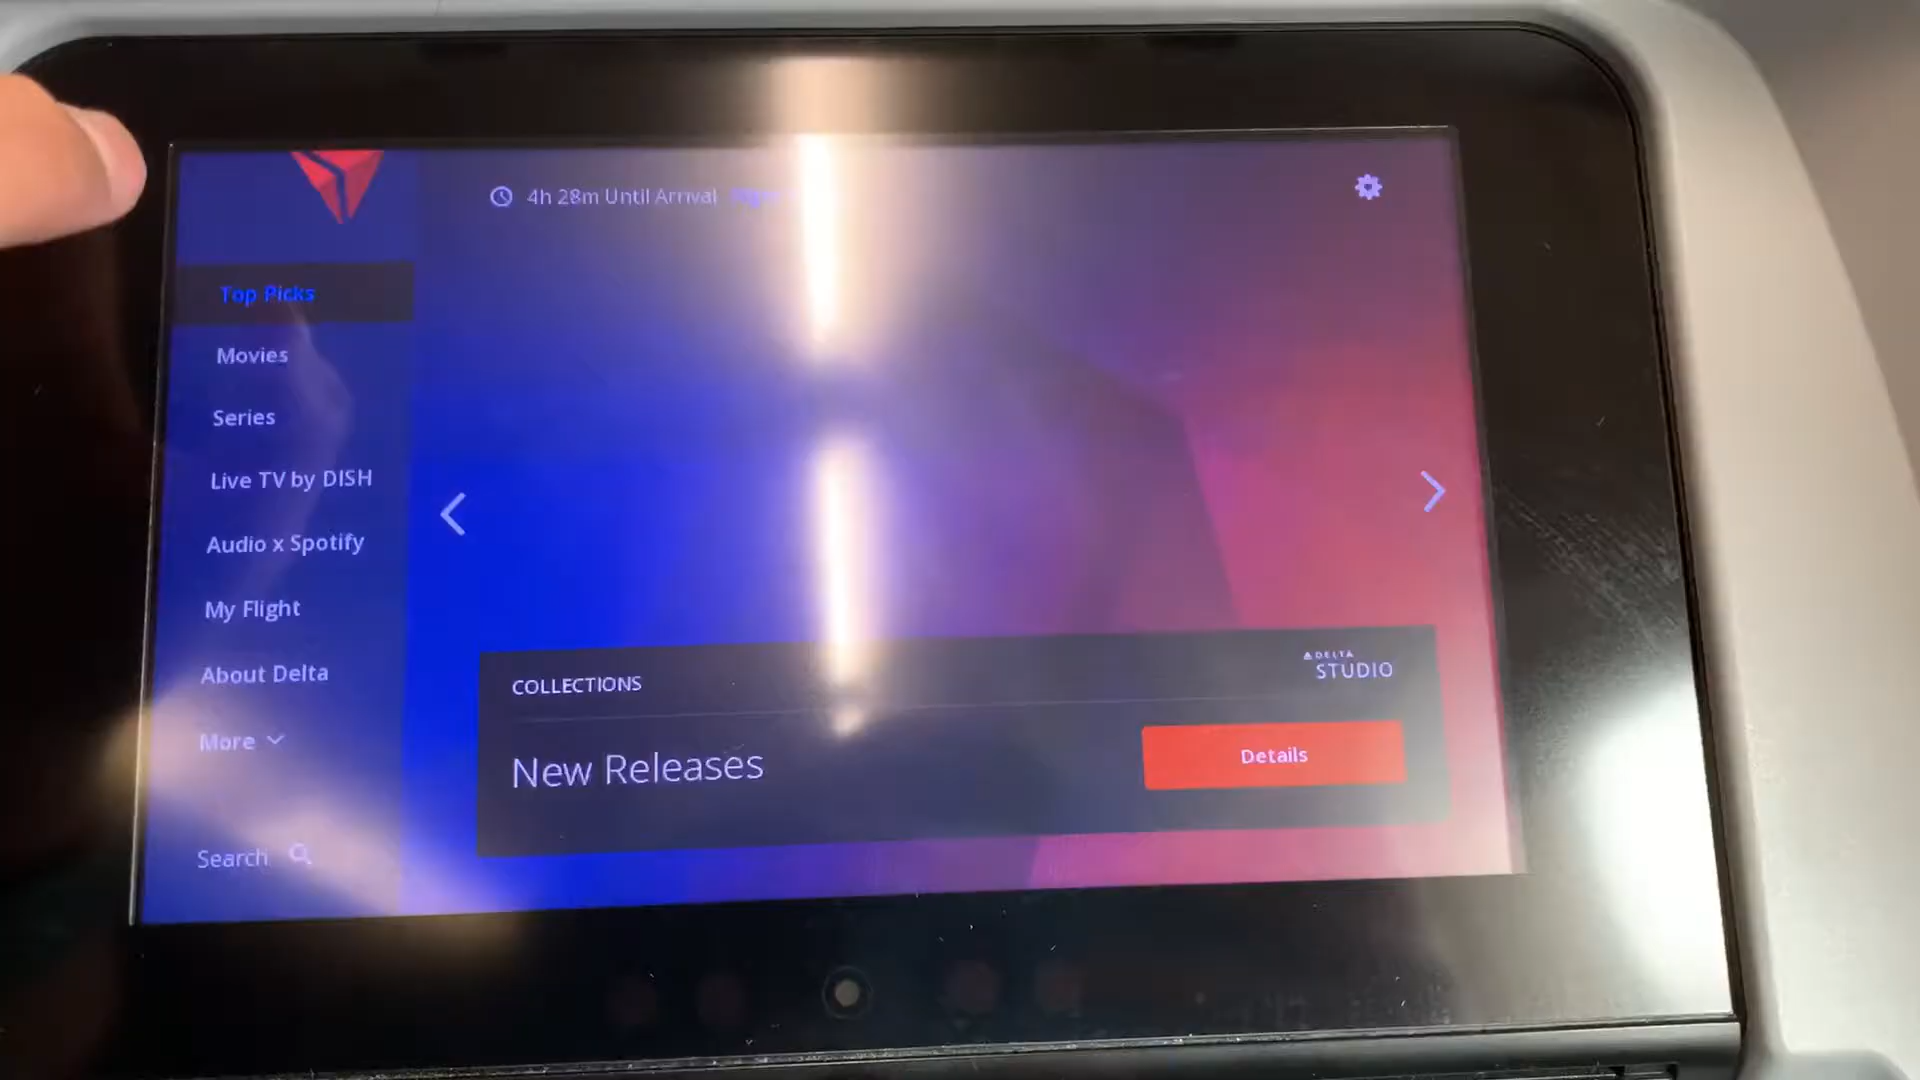 4h 28m Until Arrival
Top Picks
Movies
Series
Live TV by DISH
Audio x Spotify
My Flight
About Delta
More
Search
COLLECTIONS
DELTA
STUDIO
New Releases
Details